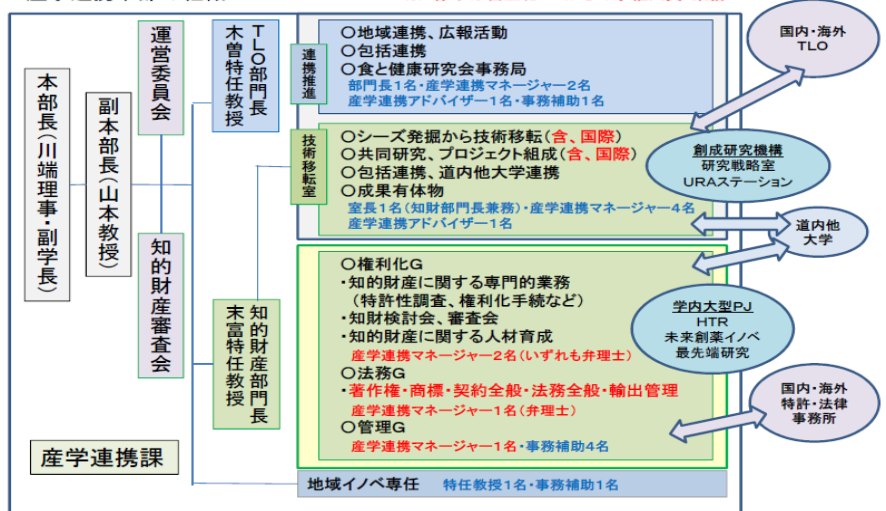 本部長(川端理事・副学長)
副本部長(山本教授)
運営委員会
知的財産審査会
産学連携課
TLO部門長
木曽特任教授
知的財産部門長
末富特任教授
連携推進
〇地域連携、広報活動
〇包括連携
〇食と健康研究会事務局
部門長1名・産学連携マネージャー2名
産学連携アドバイザー1名・事務補助1名
技術移転室
〇シーズ発掘から技術移転(含、国際)
〇共同研究、プロジェクト組成(含、国際)
〇包括連携、道内他大学連携
〇成果有体物
室長1名(知財部門長兼務)・産学連携マネージャー4名
産学連携アドバイザー1名
〇権利化G
・知的財産に関する専門的業務
(特許性調査、権利化手続など)
・知財検討会、審査会
・知的財産に関する人材育成
産学連携マネージャー2名(いずれも弁理士)
〇法務G
・著作権・商標・契約全般・法務全般・輸出管理
産学連携マネージャー1名(弁理士)
〇管理G
産学連携マネージャー1名・事務補助4名
地域イノベ専任 特任教授1名・事務補助1名
国内・海外
TLO
創成研究機構
研究戦略室
URAステーション
道内他
大学
学内大型PJ
HTR
未来創薬イノベ
最先端研究
国内・海外
特許・法律
事務所